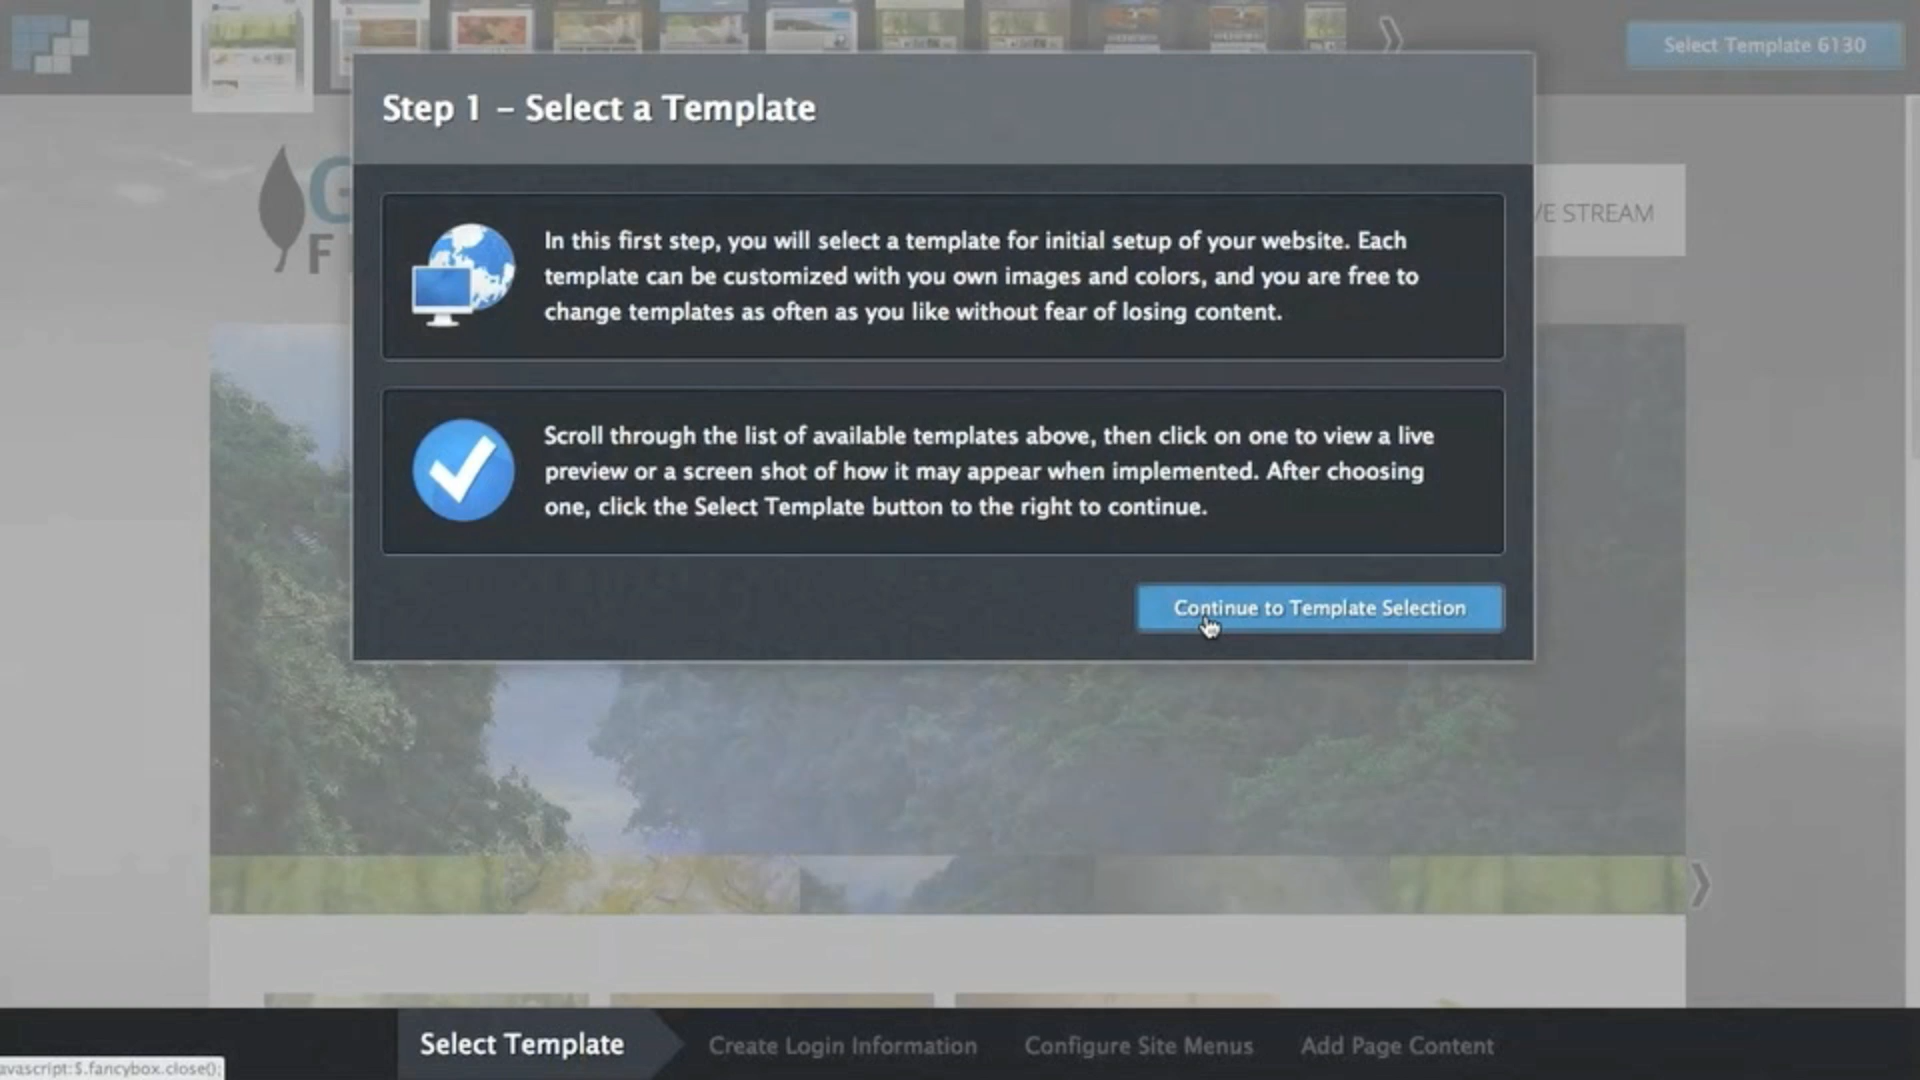 Select Template 6130
Step 1 – Select a Template
VE STREAM
In this first step, you will select a template for initial setup of your website. Each
template can be customized with you own images and colors, and you are free to
change templates as often as you like without fear of losing content.
Scroll through the list of available templates above, then click on one to view a live
preview or a screen shot of how it may appear when implemented. After choosing
one, click the Select Template button to the right to continue.
Continue to Template Selection
Select Template
Create Login Information
Configure Site Menus
Add Page Content
avascript:$.fancybox.close();